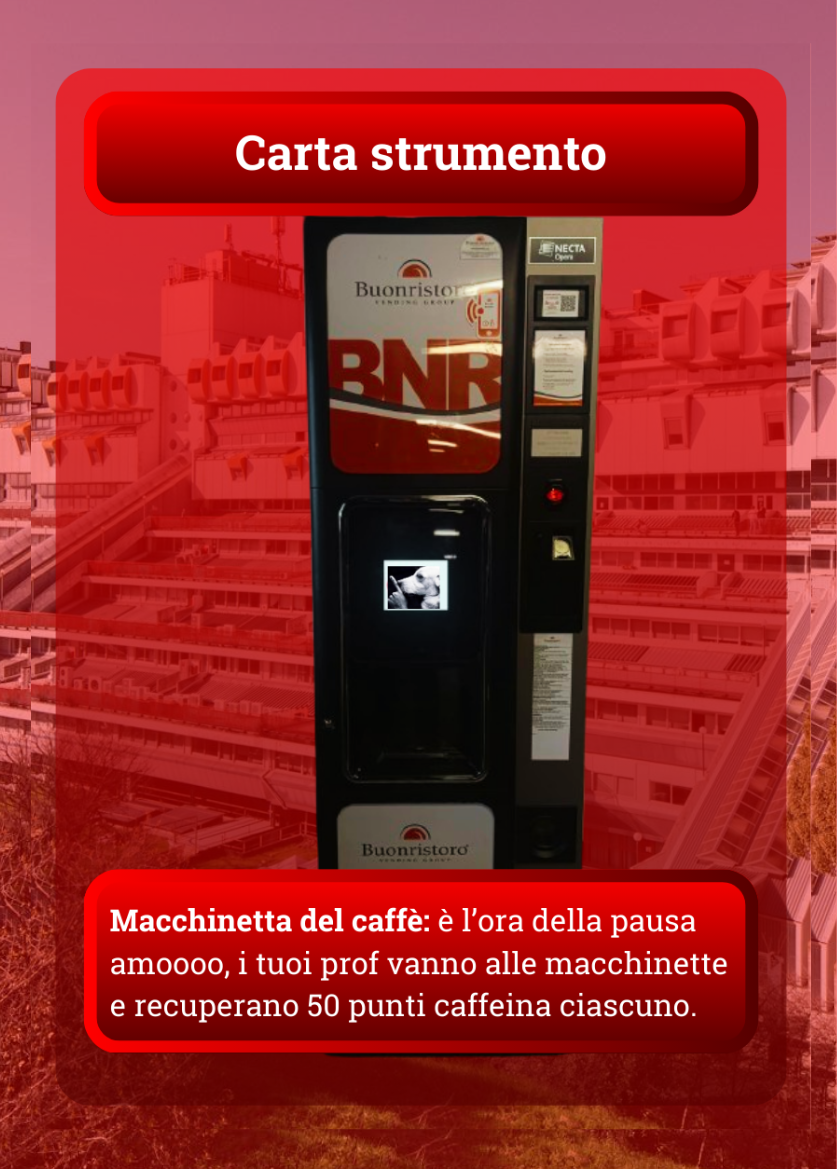 Carta strumento
NECTA
Opera
Buonristoro
VENDING GROUP
BNR
Buonristoro
VENDING GROUP
Macchinetta del caffè: è l’ora della pausa
amoooo, i tuoi prof vanno alle macchinette
e recuperano 50 punti caffeina ciascuno.